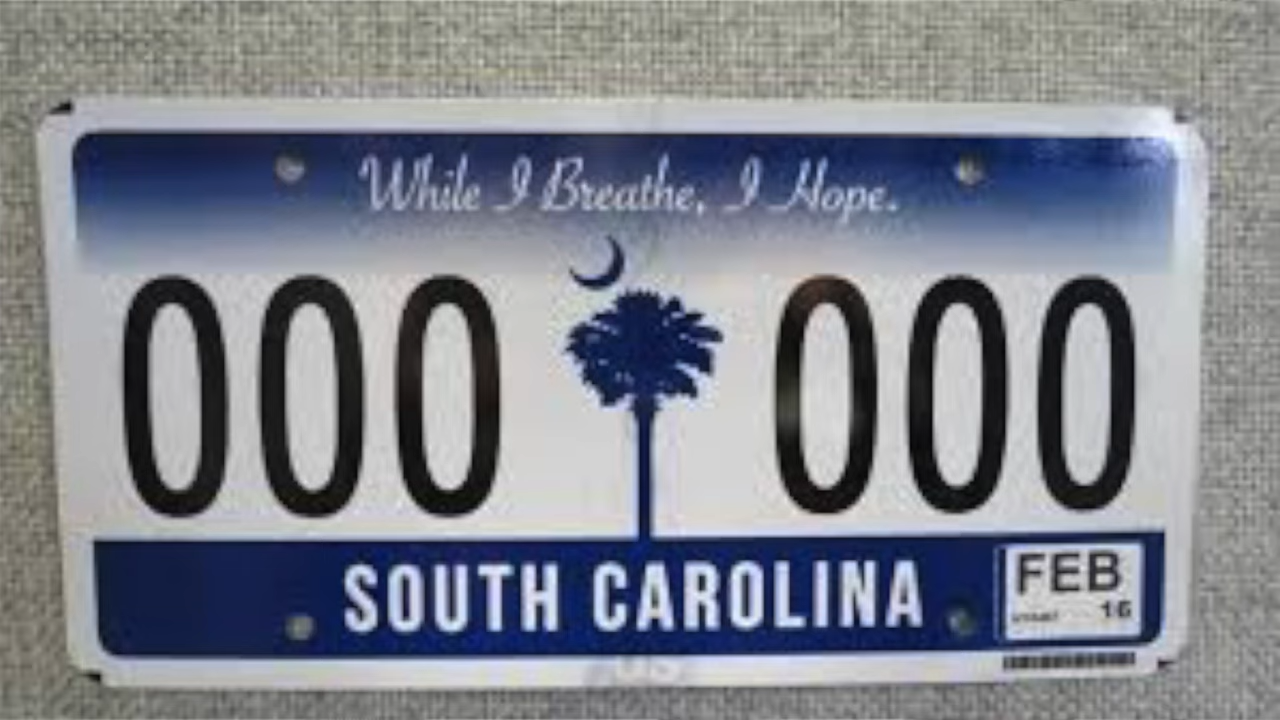 While I Breathe, I Hope.
000 000
SOUTH CAROLINA
FEB
16